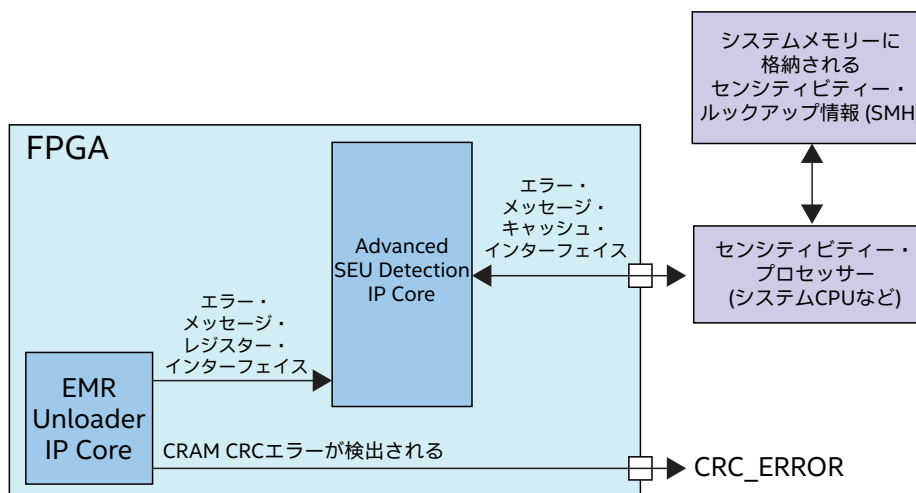 システムメモリーに
格納される
センシティビティー・
ルックアップ情報 (SMH
FPGA
エラー・
メッセージ・
キャッシュ・
インターフェイス
Advanced
SEU Detection
IP Core
センシティビティー・
プロセッサー
(システムCPUなど)
エラー・
メッセージ・
レジスター・
インターフェイス
EMR
Unloader
IP Core
CRAM CRCエラーが検出される
CRC_ERROR